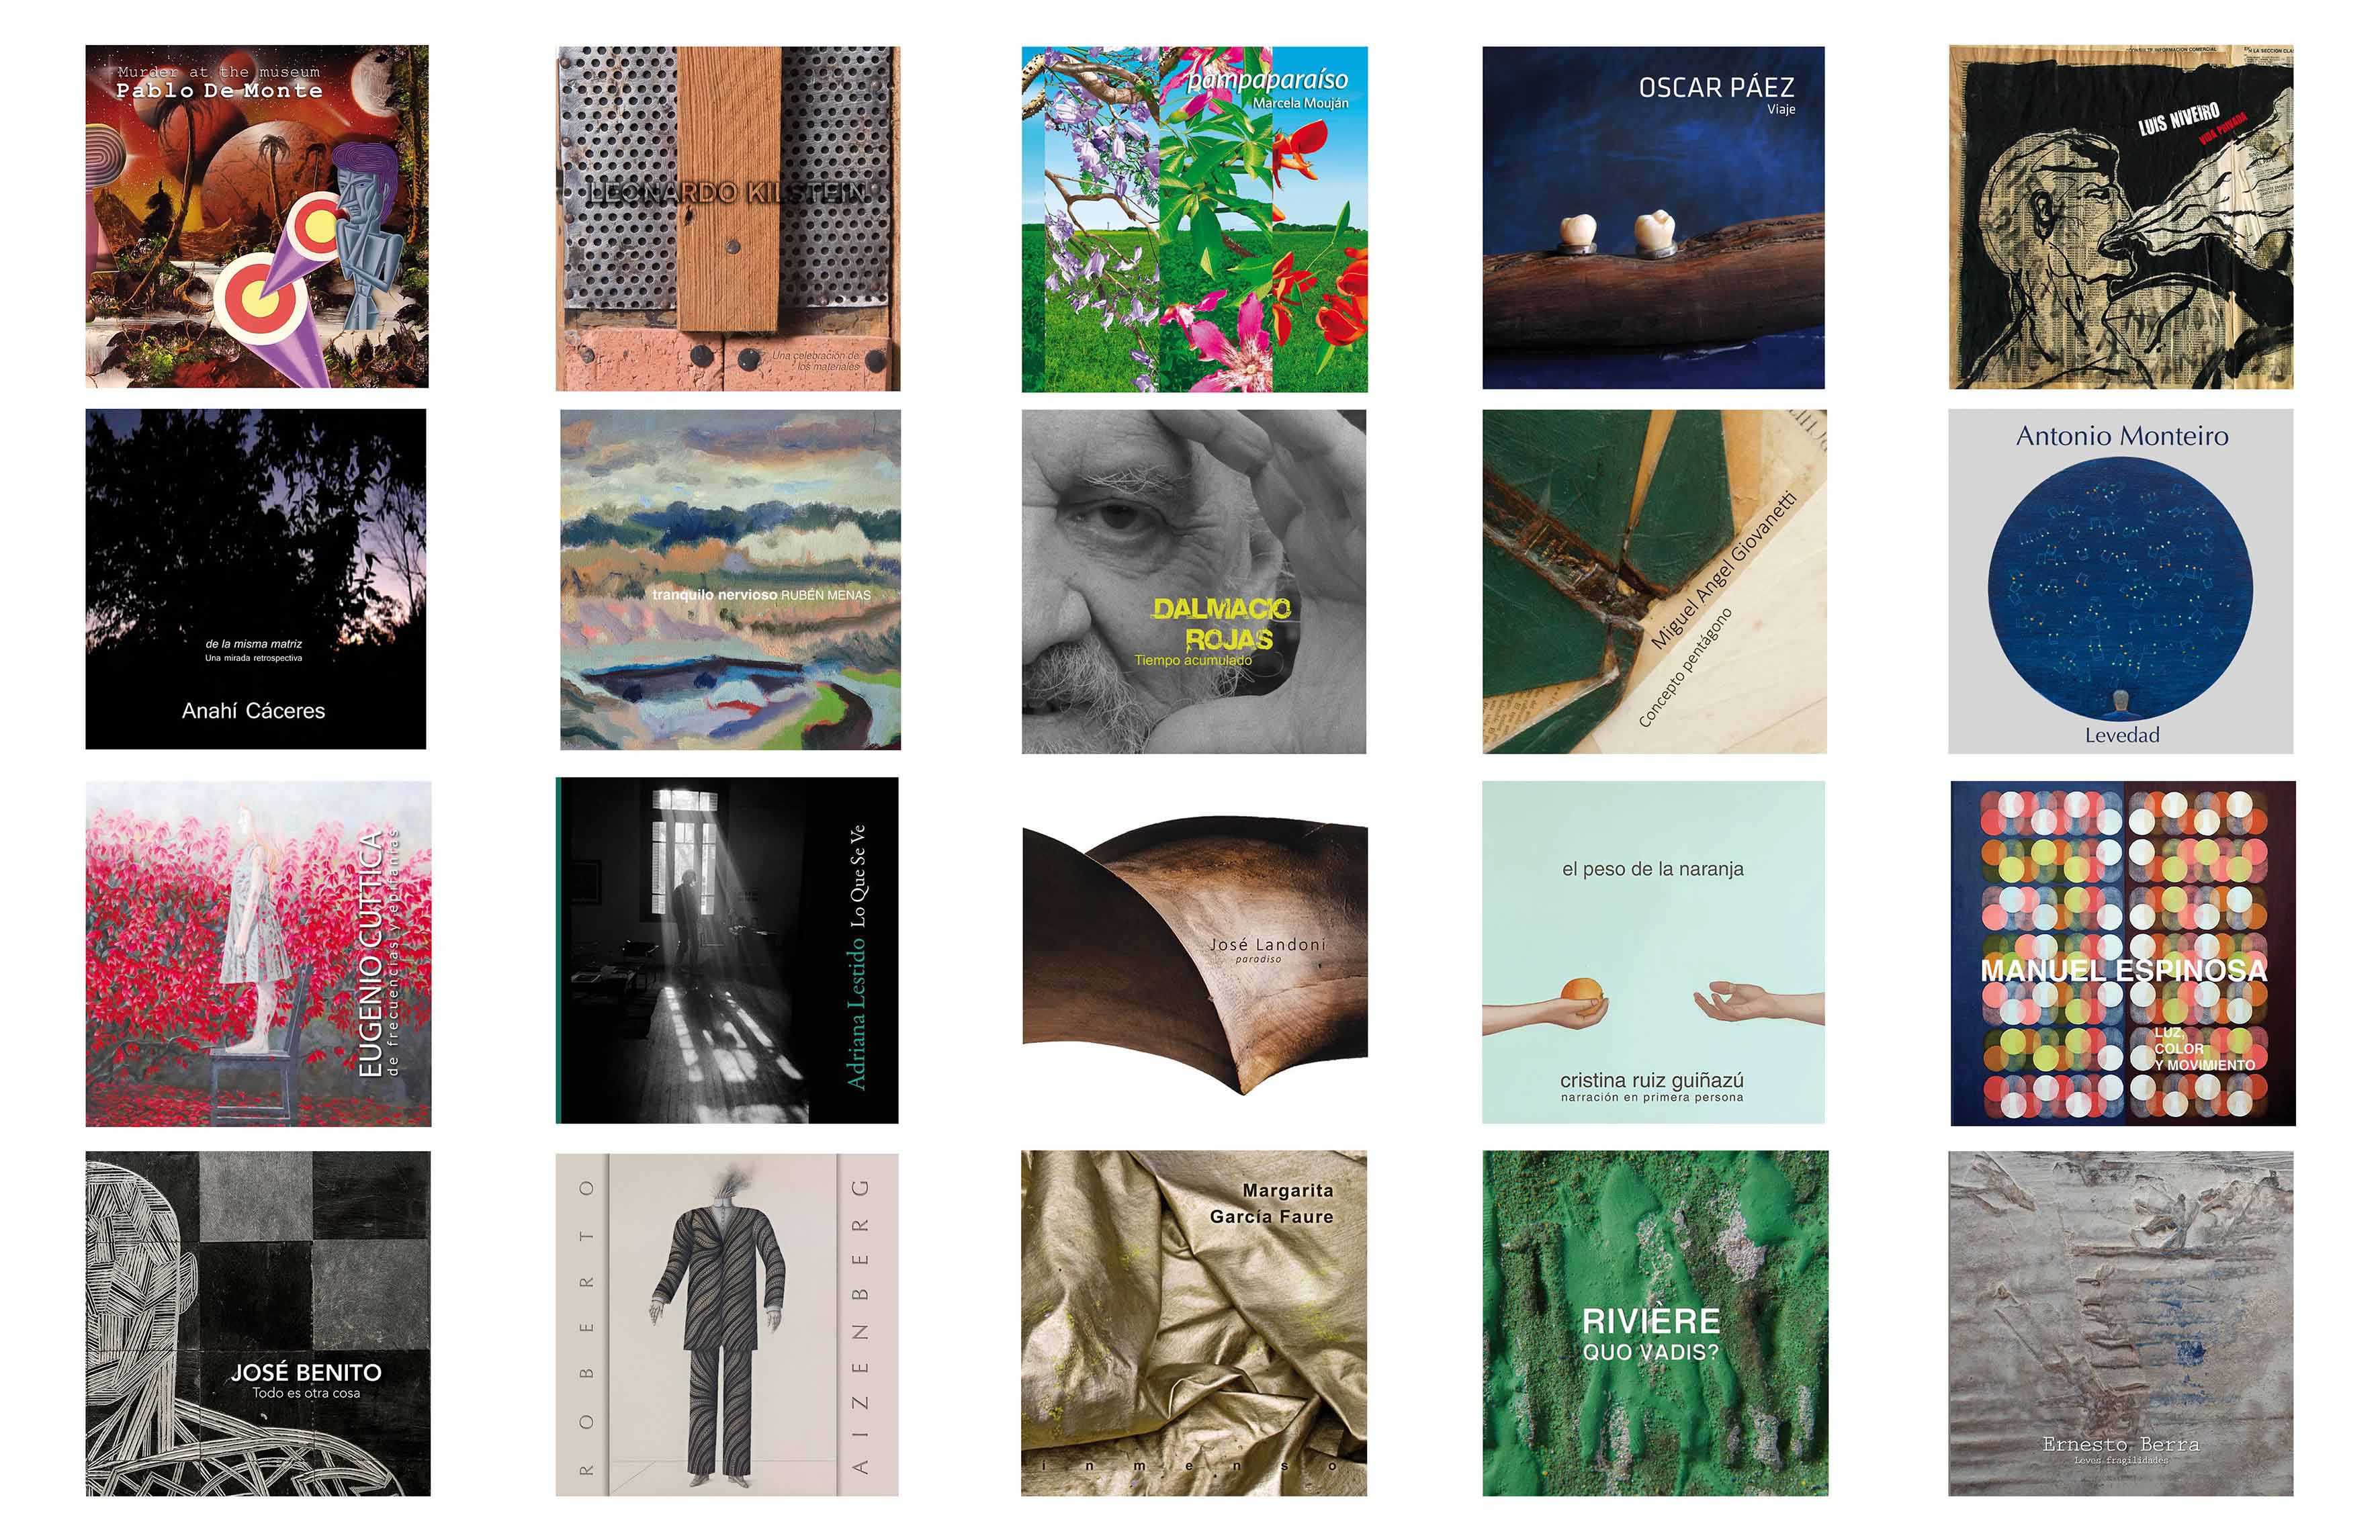 Murder at the museum
Pablo De Monte
LEONARDO KILSTEIN
Una celebración de
los materiales
pampaparaíso
Marcela Mouján
OSCAR PÁEZ
Viaje
LUIS NIVEIRO
VIDA PRIVADA
de la misma matriz
Una mirada retrospectiva
Anahí Cáceres
tranquilo nervioso RUBÉN MENAS
DALMACIO
ROJAS
Tiempo acumulado
Miguel Angel Giovanetti
Concepto pentágono
Antonio Monteiro
Levedad
EUGENIO CUTTICA
de frecuencias y epifanías
Adriana Lestido Lo Que Se Ve
José Landoni
paradiso
el peso de la naranja
cristina ruiz guiñazú
narración en primera persona
MANUEL ESPINOSA
LUZ,
COLOR
Y MOVIMIENTO
JOSÉ BENITO
Todo es otra cosa
ROBERTO
AIZENBERG
Margarita
García Faure
inmenso
RIVIÈRE
QUO VADIS?
Ernesto Berra
Leves fragilidades